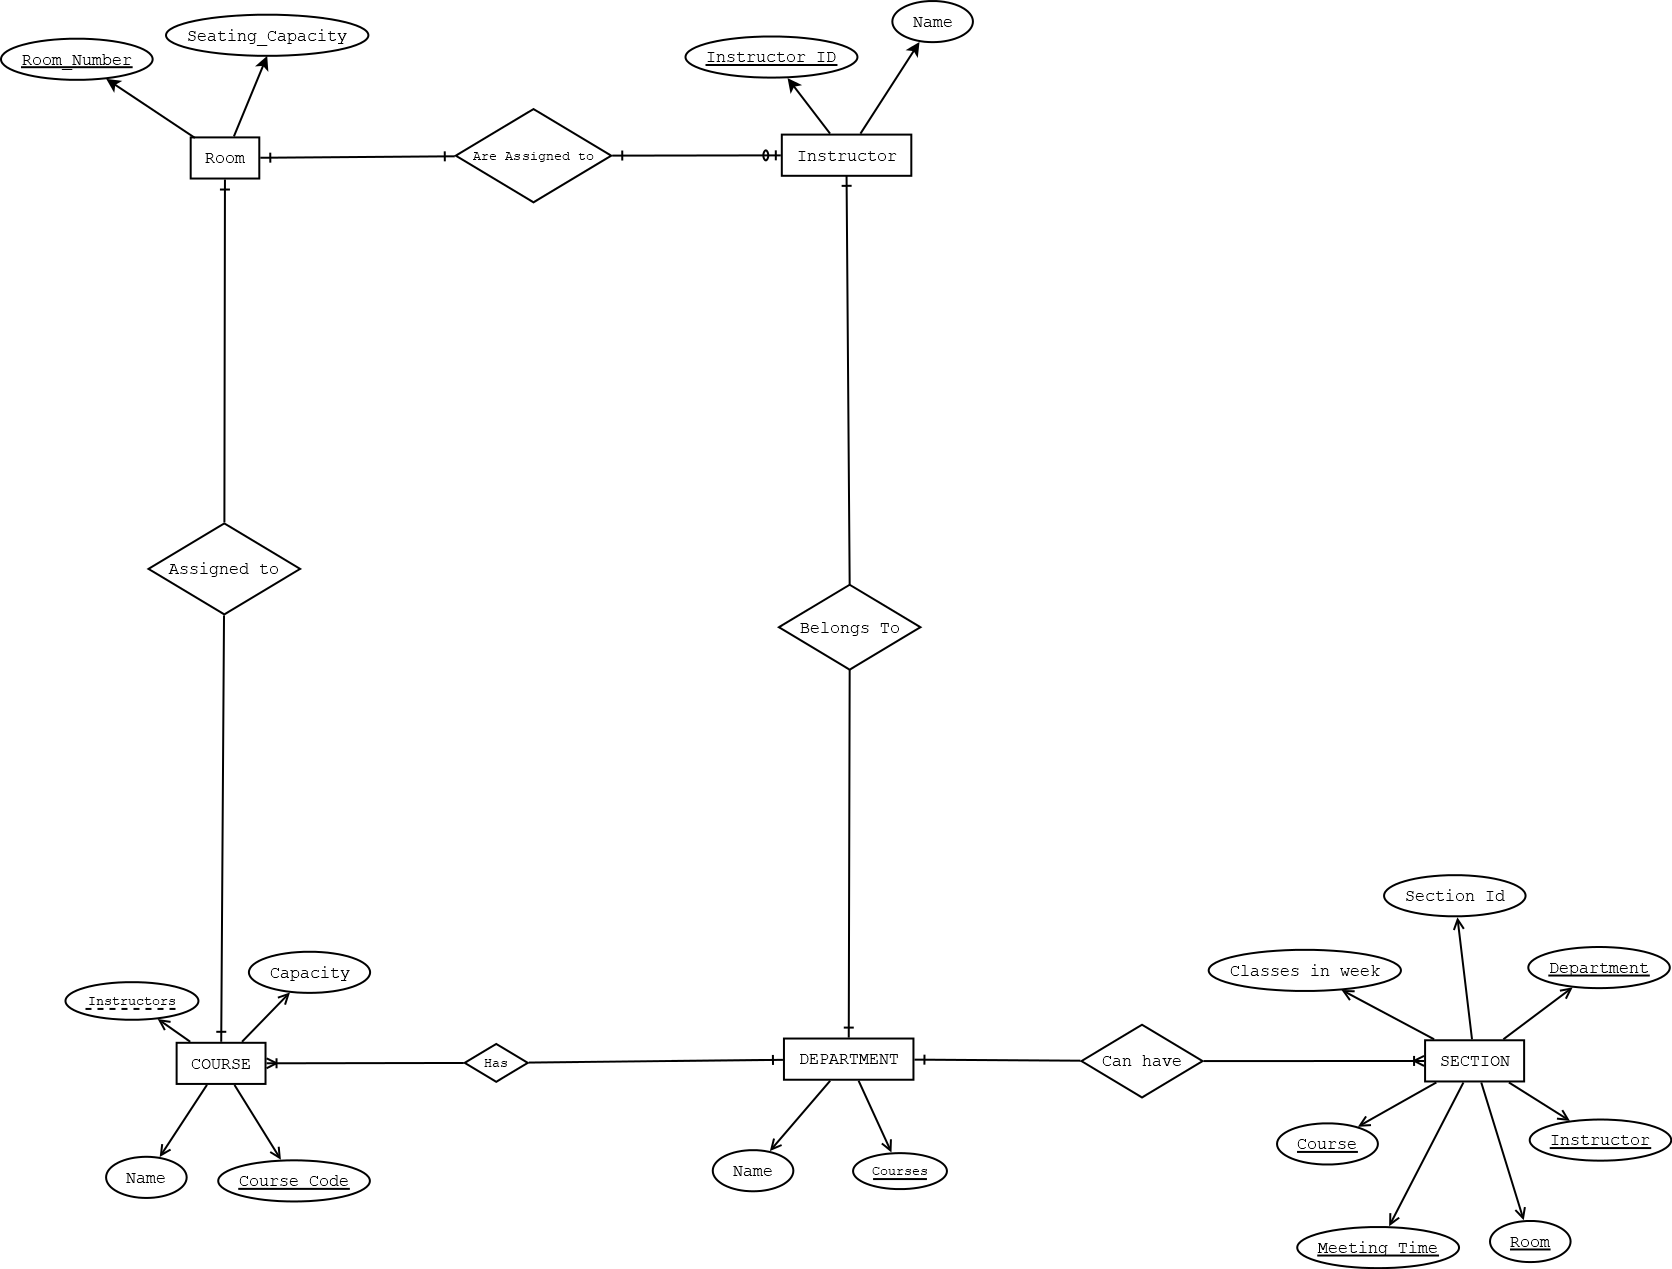 Name
Seating_Capacity
Room_Number
Instructor ID
Room
Are Assigned to
Instructor
Assigned to
Belongs To
Section Id
Classes in week
Department
Capacity
Instructors
COURSE
Has
DEPARTMENT
Can have
SECTION
Course
Instructor
Name
Course Code
Name
Courses
Meeting Time
Room